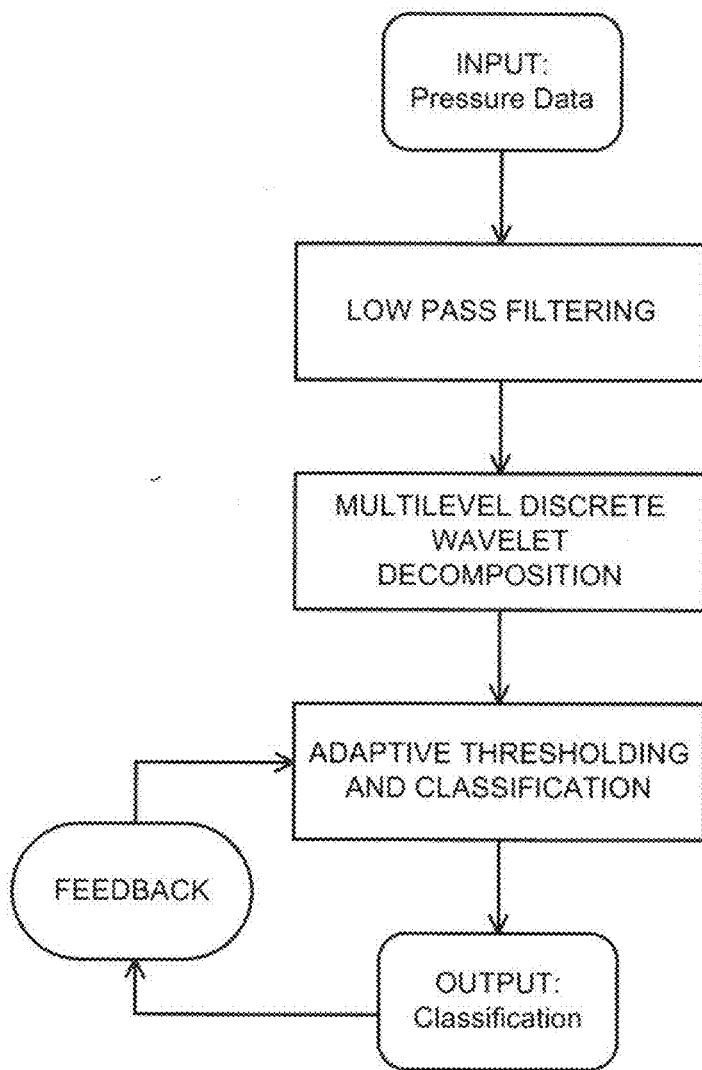 INPUT:
Pressure Data
LOW PASS FILTERING
MULTILEVEL DISCRETE
WAVELET
DECOMPOSITION
ADAPTIVE THRESHOLDING
AND CLASSIFICATION
FEEDBACK
OUTPUT:
Classification